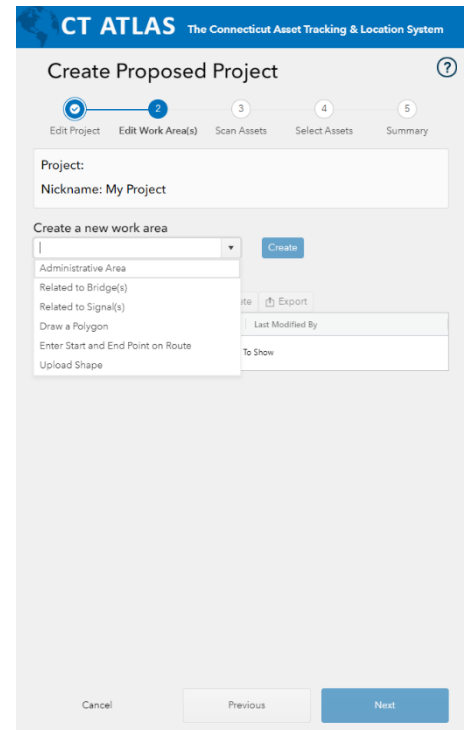 CT ATLAS The Connecticut Asset Tracking & Location System
Create Proposed Project
?
2 3 4 5
Edit Project Edit Work Area(s) Scan Assets Select Assets Summary
Project:
Nickname: My Project
Create a new work area
Create
Administrative Area
Related to Bridge(s)
Related to Signal(s)
Export
Draw a Polygon
Last Modified By
Enter Start and End Point on Route
To Show
Upload Shape
Cancel Previous Next